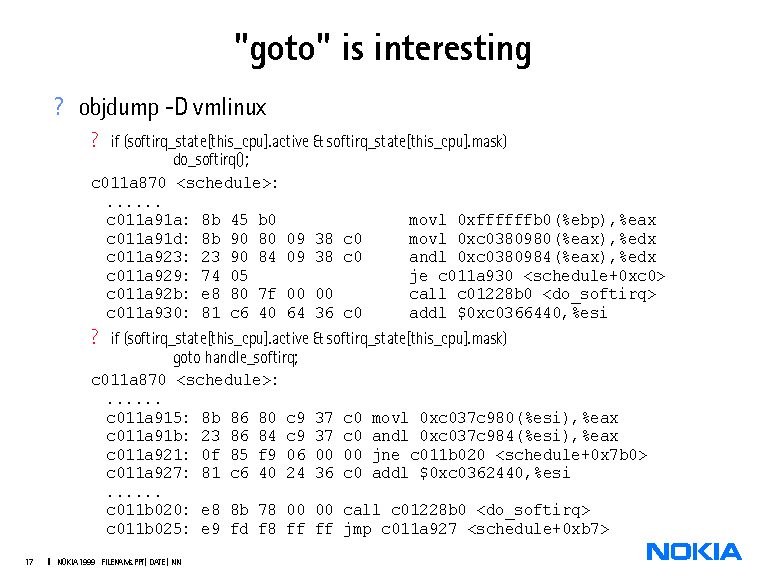 "goto" is interesting
? objdump -D vmlinux
? if (softirq_state[this_cpu].active & softirq_state[this_cpu].mask)
do_softirq();
c011a870 <schedule>:
......
c011a91a: 8b 45 b0 movl 0xffffffb0(%ebp),%eax
c011a91d: 8b 90 80 09 38 c0 movl 0xc0380980(%eax),%edx
c011a923: 23 90 84 09 38 c0 andl 0xc0380984(%eax),%edx
c011a929: 74 05 je c011a930 <schedule+0xc0>
c011a92b: e8 80 7f 00 00 call c01228b0 <do_softirq>
c011a930: 81 c6 40 64 36 c0 addl $0xc0366440,%esi
? if (softirq_state[this_cpu].active & softirq_state[this_cpu].mask)
goto handle_softirq;
c011a870 <schedule>:
......
c011a915: 8b 86 80 c9 37 c0 movl 0xc037c980(%esi),%eax
c011a91b: 23 86 84 c9 37 c0 andl 0xc037c984(%esi),%eax
c011a921: 0f 85 f9 06 00 00 jne c011b020 <schedule+0x7b0>
c011a927: 81 c6 40 24 36 c0 addl $0xc0362440,%esi
......
c011b020: e8 8b 78 00 00 call c01228b0 <do_softirq>
c011b025: e9 fd f8 ff ff jmp c011a927 <schedule+0xb7>
NOKIA
17 NOKIA 1999 FILENAMs.PPT/ DATE / NN